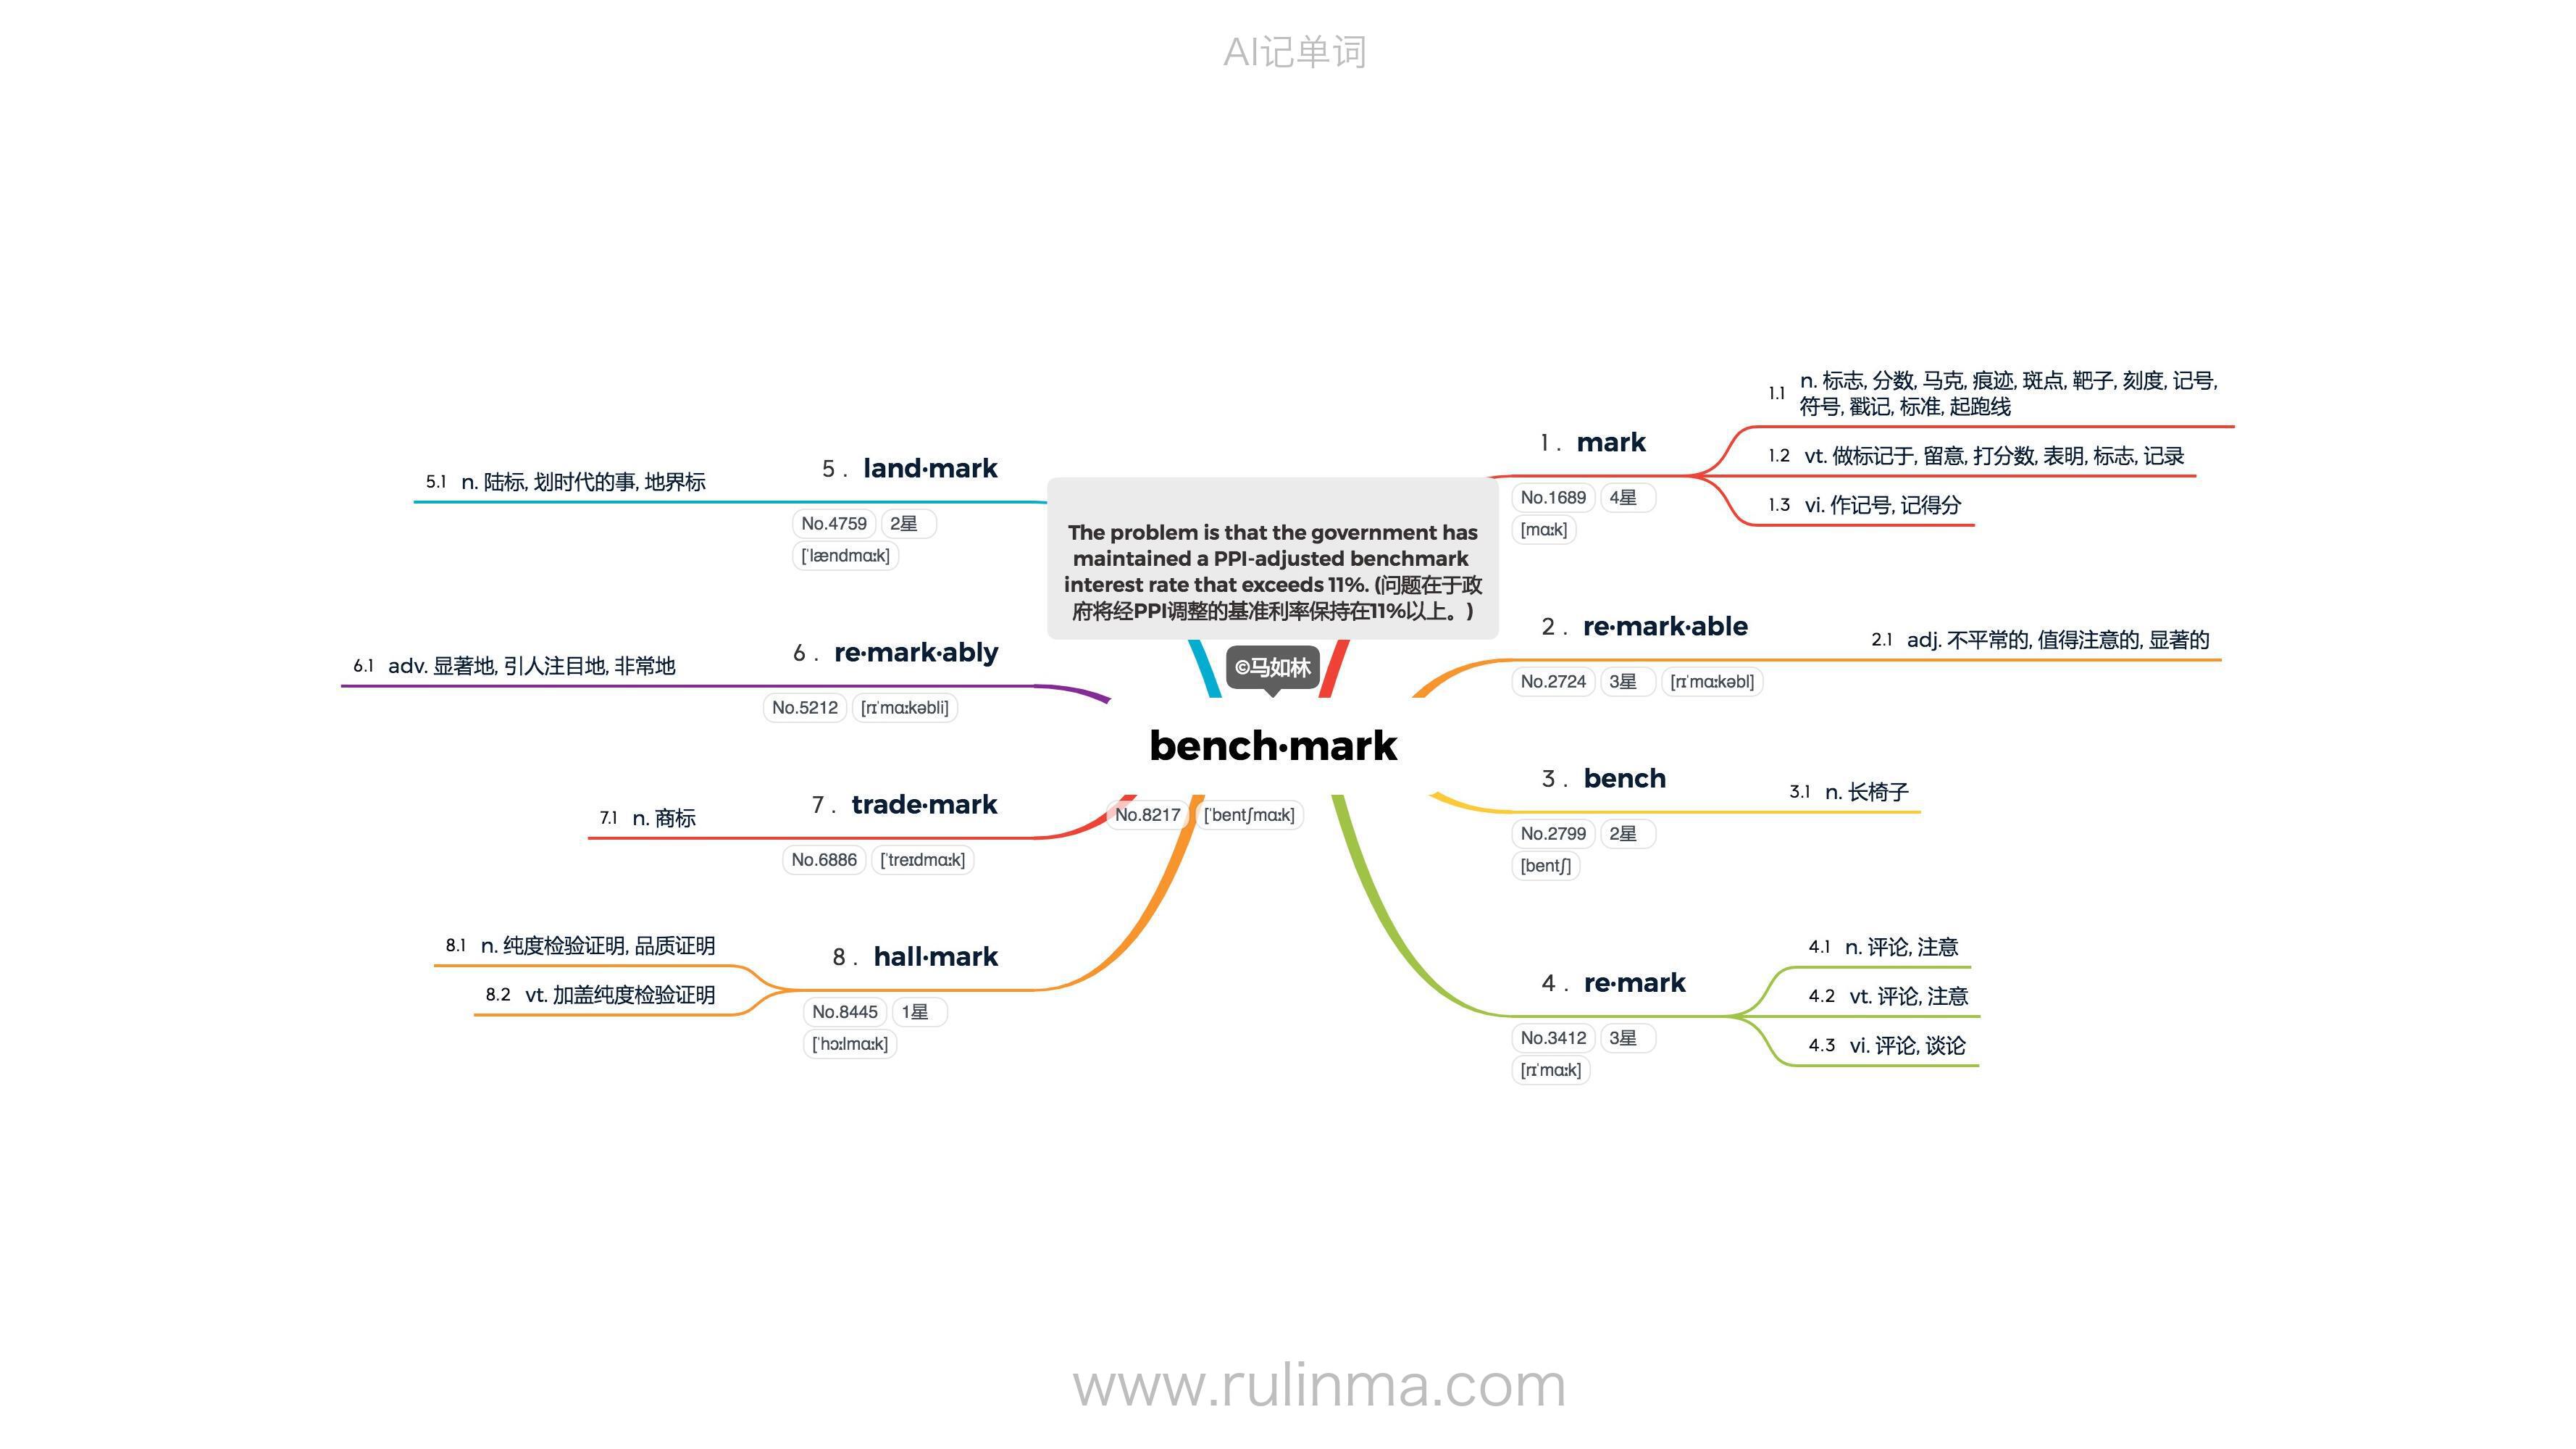 AI记单词
The problem is that the government has
maintained a PPI-adjusted benchmark
interest rate that exceeds 11%. (问题在于政
府将经PPI调整的基准利率保持在11%以上。)
©马如林
bench·mark
No.8217 [ˈbentʃmɑːk]
1 . mark
No.1689 4星
[mɑːk]
1.1 n. 标志, 分数, 马克, 痕迹, 斑点, 靶子, 刻度, 记号,
符号, 戳记, 标准, 起跑线
1.2 vt. 做标记于, 留意, 打分数, 表明, 标志, 记录
1.3 vi. 作记号, 记得分
2 . re·mark·able
No.2724 3星 [rɪˈmɑːkəbl]
2.1 adj. 不平常的, 值得注意的, 显著的
3 . bench
No.2799 2星
[bentʃ]
3.1 n. 长椅子
4 . re·mark
No.3412 3星
[rɪˈmɑːk]
4.1 n. 评论, 注意
4.2 vt. 评论, 注意
4.3 vi. 评论, 谈论
5 . land·mark
No.4759 2星
[ˈlændmɑːk]
5.1 n. 陆标, 划时代的事, 地界标
6 . re·mark·ably
No.5212 [rɪˈmɑːkəbli]
6.1 adv. 显著地, 引人注目地, 非常地
7 . trade·mark
No.6886 [ˈtreɪdmɑːk]
7.1 n. 商标
8 . hall·mark
No.8445 1星
[ˈhɔːlmɑːk]
8.1 n. 纯度检验证明, 品质证明
8.2 vt. 加盖纯度检验证明
www.rulinma.com